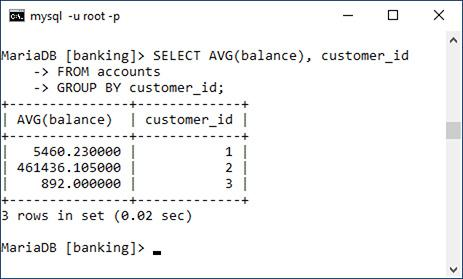 mysql -u root -p
MariaDB [banking]> SELECT AVG(balance), customer_id
    -> FROM accounts
    -> GROUP BY customer_id;
+---------------+-------------+
| AVG(balance)  | customer_id |
+---------------+-------------+
|   5460.230000 |           1 |
| 461436.105000 |           2 |
|    892.000000 |           3 |
+---------------+-------------+
3 rows in set (0.02 sec)
MariaDB [banking]>